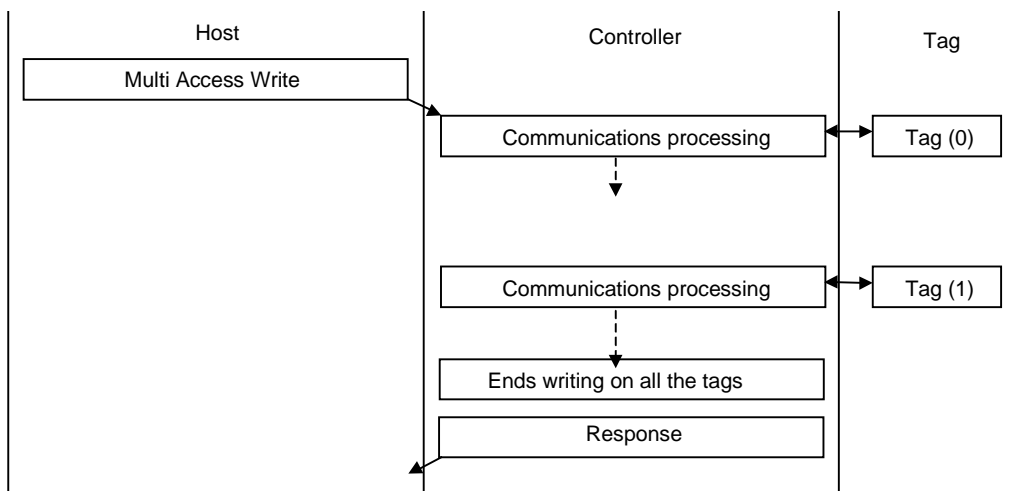 Host
Controller
Tag
Multi Access Write
Communications processing
Tag (0)
Communications processing
Tag (1)
Ends writing on all the tags
Response